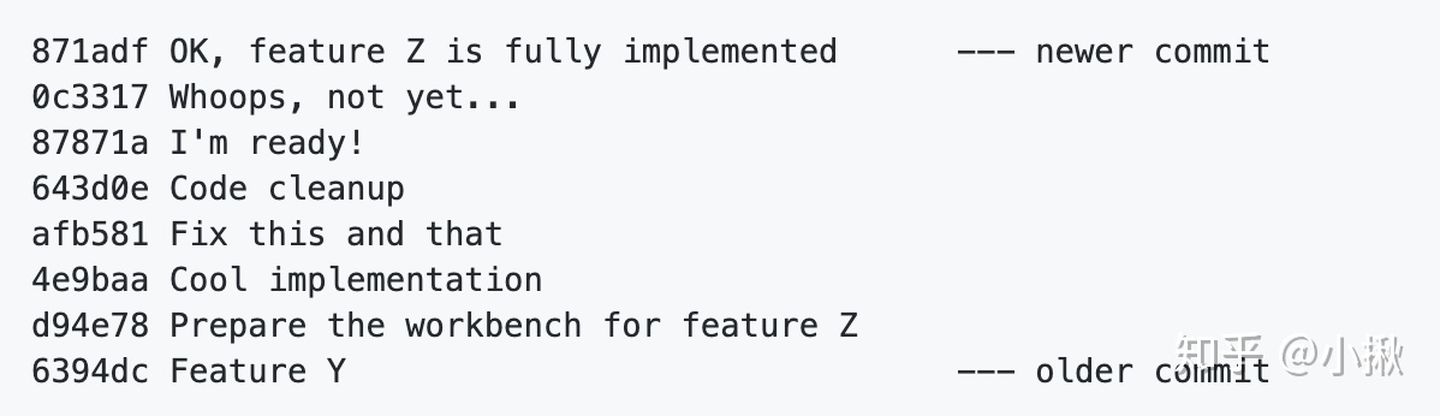 871adf OK, feature Z is fully implemented      --- newer commit
0c3317 Whoops, not yet...
87871a I'm ready!
643d0e Code cleanup
afb581 Fix this and that
4e9baa Cool implementation
d94e78 Prepare the workbench for feature Z
6394dc Feature Y                               --- older commit
知乎 @小揪